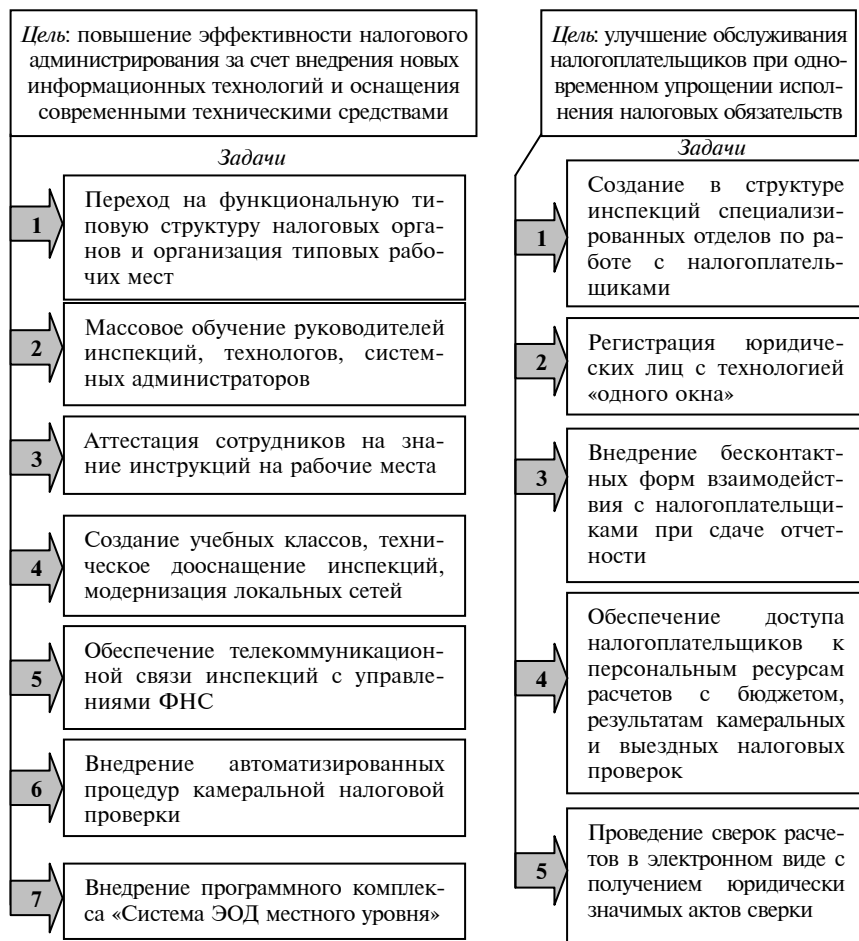 Цель: повышение эффективности налогового
администрирования за счет внедрения новых
информационных технологий и оснащения
современными техническими средствами
Задачи
1
Переход на функциональную ти-
повую структуру налоговых орга-
нов и организация типовых рабо-
чих мест
2
Массовое обучение руководителей
инспекций, технологов, систем-
ных администраторов
3
Аттестация сотрудников на зна-
ние инструкций на рабочие места
4
Создание учебных классов, техни-
ческое дооснащение инспекций,
модернизация локальных сетей
5
Обеспечение телекоммуникацион-
ной связи инспекций с управле-
ниями ФНС
6
Внедрение автоматизированных
процедур камеральной налоговой
проверки
7
Внедрение программного комплек-
са «Система ЭОД местного уровня»
Цель: улучшение обслуживания
налогоплательщиков при одно-
временном упрощении испол-
нения налоговых обязательств
Задачи
1
Создание в структуре
инспекций специализи-
рованных отделов по ра-
боте с налогоплатель-
щиками
2
Регистрация юридиче-
ских лиц с технологией
«одного окна»
3
Внедрение бесконтакт-
ных форм взаимодейст-
вия с налогоплательщи-
ками при сдаче отчет-
ности
4
Обеспечение доступа
налогоплательщиков к
персональным ресурсам
расчетов с бюджетом,
результатам камеральных
и выездных налоговых
проверок
5
Проведение сверок расче-
тов в электронном виде с
получением юридически
значимых актов сверки